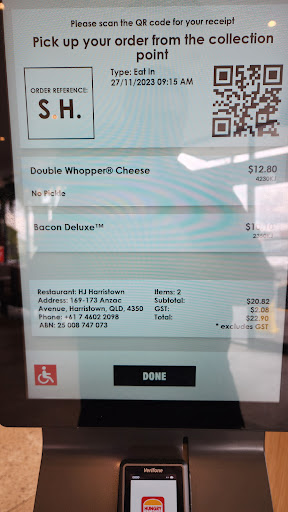 Please scan the QR code for your receipt
Pick up your order from the collection
point
ORDER REFERENCE:
S.H.
Type: Eat In
27/11/2023 09:15 AM
Double Whopper® Cheese $12.80
No Pickle
Bacon Deluxe™
Restaurant: HJ Harristown
Address: 169-173 Anzac
Avenue, Harristown, QLD, 4350
Phone: +61 7 4602 2098
ABN: 25 008 747 073
Items: 2
Subtotal: $20.82
GST: $2.08
Total: $22.90
* excludes GST
DONE
Verifone
HUNGRY